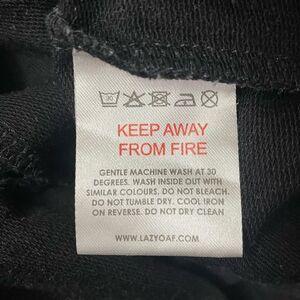 KEEP AWAY
FROM FIRE
GENTLE MACHINE WASH AT 30
DEGREES. WASH INSIDE OUT WITH
SIMILAR COLOURS. DO NOT BLEACH.
DO NOT TUMBLE DRY. COOL IRON
ON REVERSE. DO NOT DRY CLEAN
WWW.LAZYOAF.COM